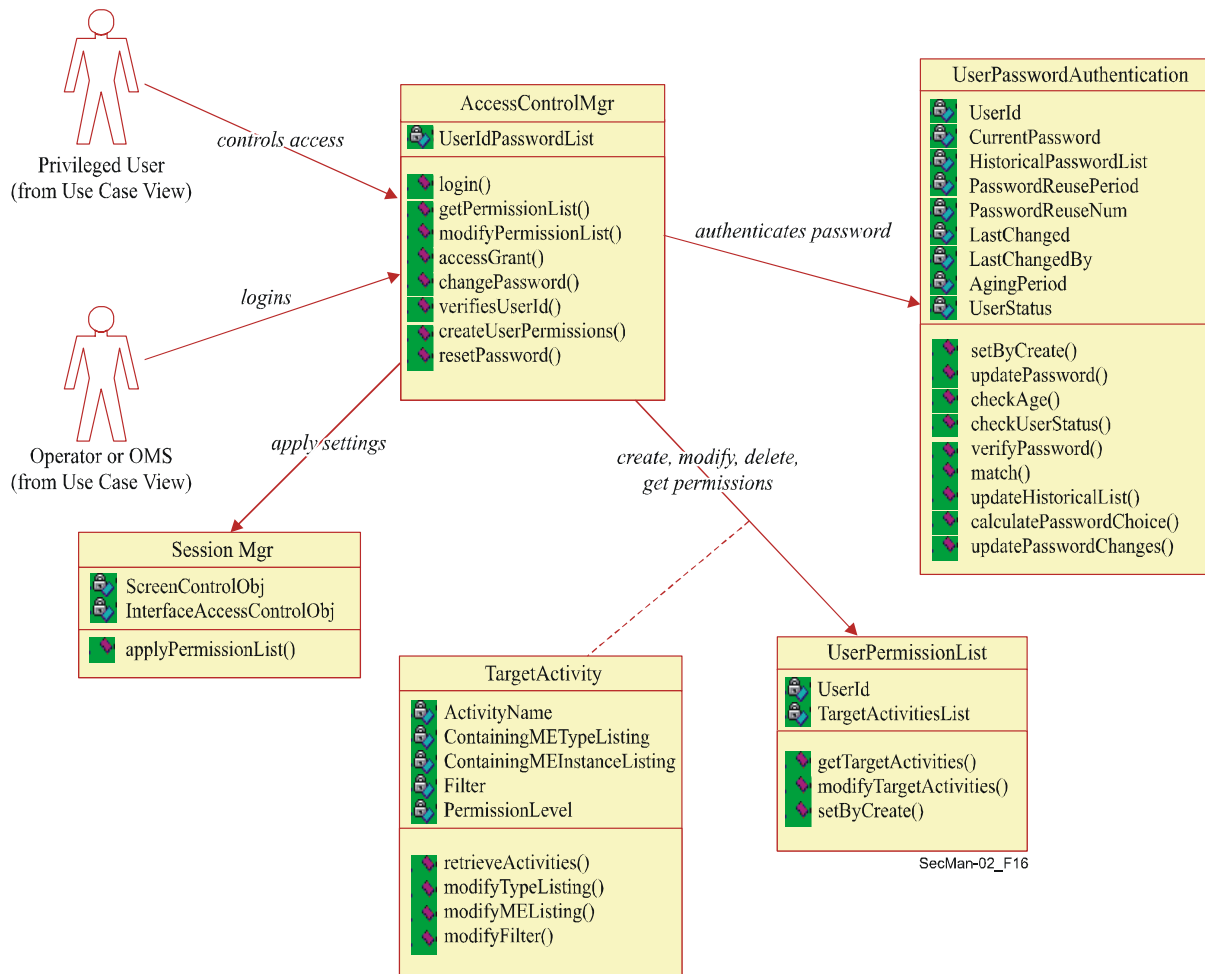 Privileged User
(from Use Case View)
controls access
Operator or OMS
(from Use Case View)
logins
AccessControlMgr
UserIdPasswordList
login()
getPermissionList()
modifyPermissionList()
accessGrant()
changePassword()
verifiesUserId()
createUserPermissions()
resetPassword()
authenticates password
UserPasswordAuthentication
UserId
CurrentPassword
HistoricalPasswordList
PasswordReusePeriod
PasswordReuseNum
LastChanged
LastChangedBy
AgingPeriod
UserStatus
setByCreate()
updatePassword()
checkAge()
checkUserStatus()
verifyPassword()
match()
updateHistoricalList()
calculatePasswordChoice()
updatePasswordChanges()
apply settings
create, modify, delete,
get permissions
Session Mgr
ScreenControlObj
InterfaceAccessControlObj
applyPermissionList()
TargetActivity
ActivityName
ContainingMETypeListing
ContainingMEInstanceListing
Filter
PermissionLevel
retrieveActivities()
modifyTypeListing()
modifyMEListing()
modifyFilter()
UserPermissionList
UserId
TargetActivitiesList
getTargetActivities()
modifyTargetActivities()
setByCreate()
SecMan-02_F16